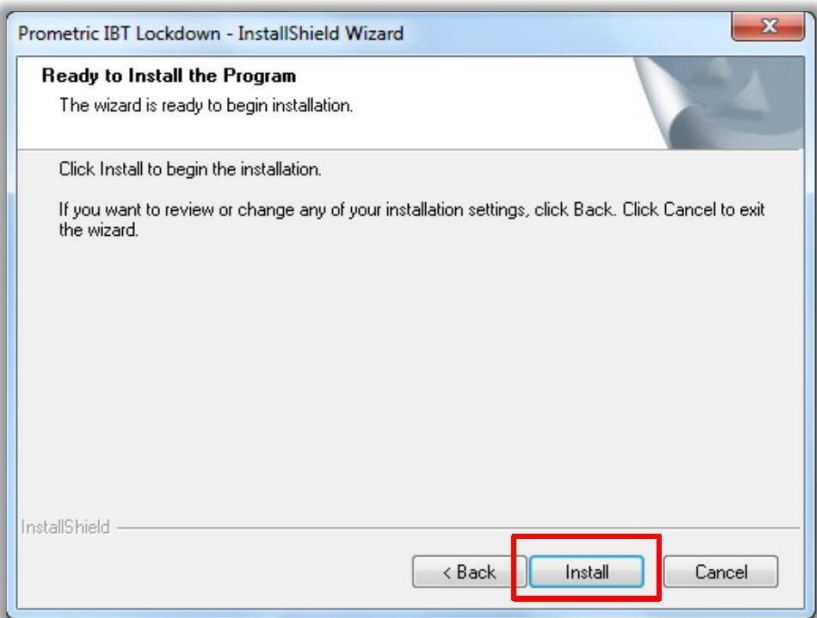 Prometric IBT Lockdown - InstallShield Wizard
Ready to Install the Program
The wizard is ready to begin installation.
Click Install to begin the installation.
If you want to review or change any of your installation settings, click Back. Click Cancel to exit
the wizard.
InstallShield
< Back Install Cancel